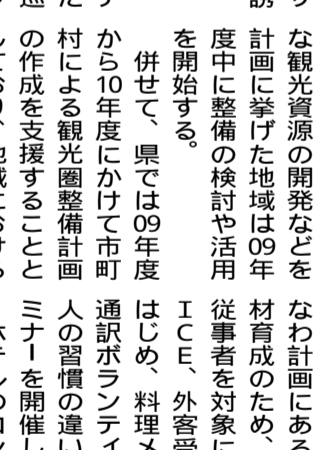 な観光資源の開発などを
計画に挙げた地域は09年
度中に整備の検討や活用
を開始する。
併せて、県では09年度
から10年度にかけて市町
村による観光圏整備計画
の作成を支援することと
なわ計画にある
材育成のため、
従事者を対象に
ICE、外客受
はじめ、料理メ
通訳ボランティ
人の習慣の違い
ミナーを開催し